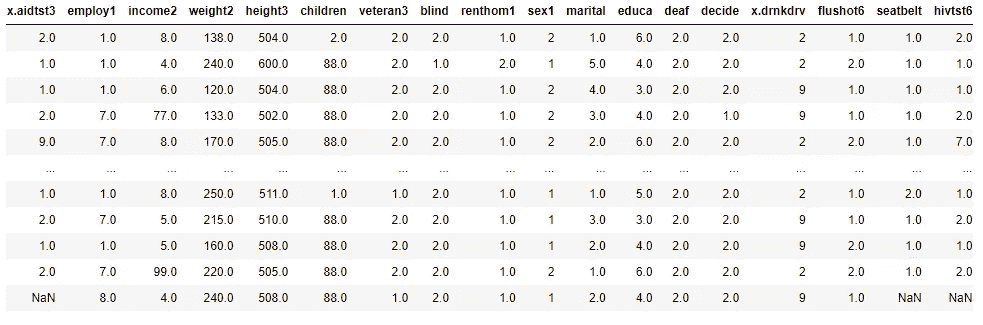 x.aidtst3 employ1 income2 weight2 height3 children veteran3 blind renthom1 sex1 marital educa deaf decide x.drnkdrv flushot6 seatbelt hivtst6
2.0 1.0 8.0 138.0 504.0 2.0 2.0 2.0 1.0 2 1.0 6.0 2.0 2.0 2 1.0 1.0 2.0
1.0 1.0 4.0 240.0 600.0 88.0 2.0 1.0 2.0 1 5.0 4.0 2.0 2.0 2 2.0 1.0 1.0
1.0 1.0 6.0 120.0 504.0 88.0 2.0 2.0 1.0 2 4.0 3.0 2.0 2.0 9 1.0 1.0 1.0
2.0 7.0 77.0 133.0 502.0 88.0 2.0 2.0 1.0 2 3.0 4.0 2.0 1.0 9 1.0 1.0 2.0
9.0 7.0 8.0 170.0 505.0 88.0 2.0 2.0 1.0 2 2.0 6.0 2.0 2.0 2 2.0 1.0 7.0
... ... ... ... ... ... ... ... ... ... ... ... ... ... ... ... ... ...
1.0 1.0 8.0 250.0 511.0 1.0 1.0 2.0 1.0 1 1.0 5.0 2.0 2.0 2 1.0 2.0 1.0
2.0 7.0 5.0 215.0 510.0 88.0 2.0 2.0 1.0 1 3.0 3.0 2.0 2.0 9 1.0 1.0 2.0
1.0 1.0 5.0 160.0 508.0 88.0 2.0 2.0 1.0 1 2.0 4.0 2.0 2.0 9 2.0 1.0 1.0
2.0 7.0 99.0 220.0 505.0 88.0 2.0 2.0 1.0 2 1.0 6.0 2.0 2.0 2 2.0 1.0 2.0
NaN 8.0 4.0 240.0 508.0 88.0 1.0 2.0 1.0 1 2.0 4.0 2.0 2.0 9 1.0 NaN NaN